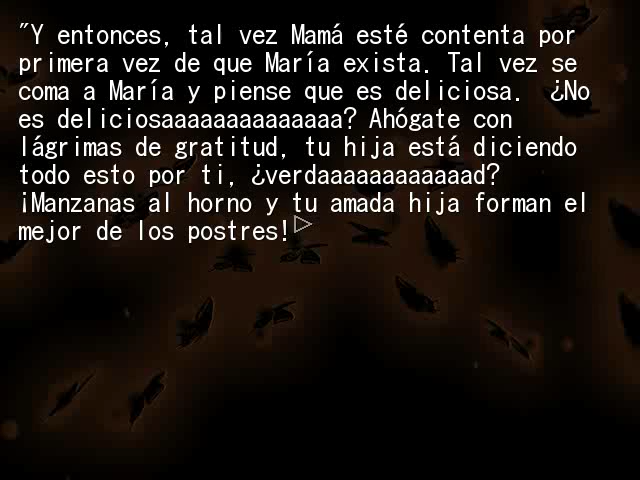 "Y entonces, tal vez Mamá esté contenta por
primera vez de que María exista. Tal vez se
coma a María y piense que es deliciosa.  ¿No
es deliciosaaaaaaaaaaaaaa? Ahógate con
lágrimas de gratitud, tu hija está diciendo
todo esto por ti, ¿verdaaaaaaaaaaaad?
¡Manzanas al horno y tu amada hija forman el
mejor de los postres!